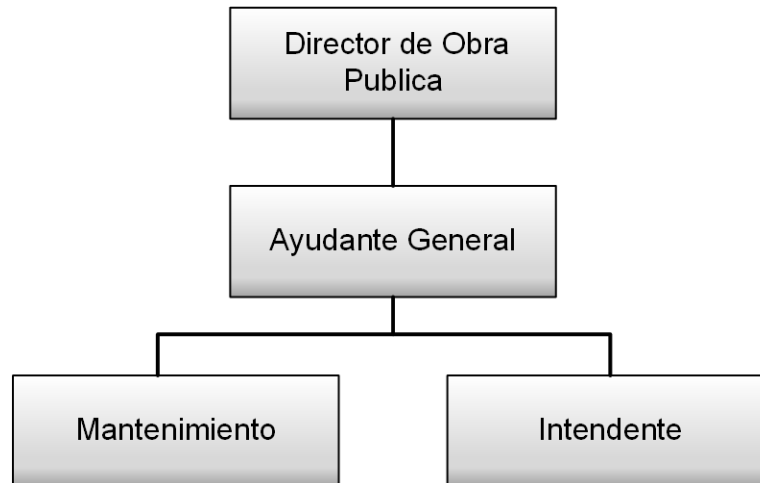 Director de Obra
Publica
Ayudante General
Mantenimiento
Intendente